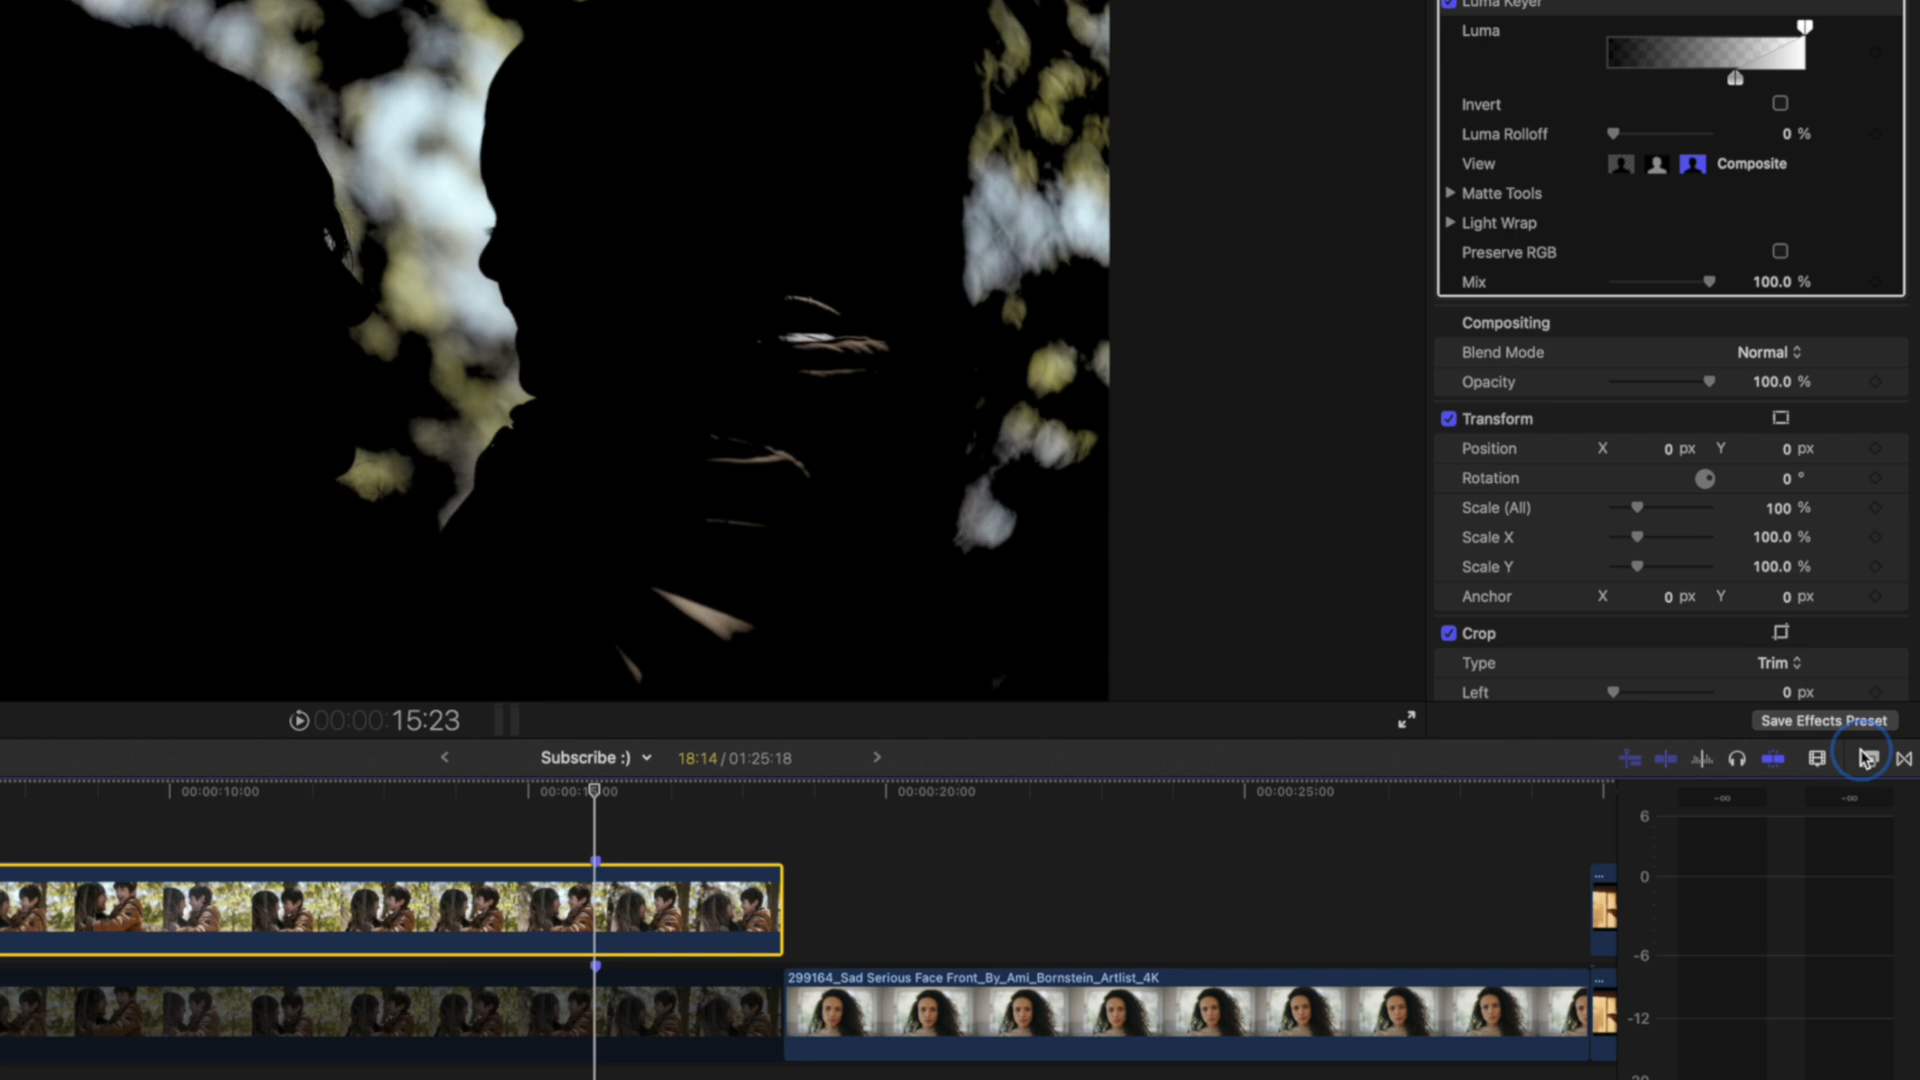 Luma Keyer
Luma
Invert
Luma Rolloff 0 %
View Composite
Matte Tools
Light Wrap
Preserve RGB
Mix 100.0 %
Compositing
Blend Mode Normal
Opacity 100.0 %
Transform
Position X 0 px Y 0 px
Rotation 0 °
Scale (All) 100 %
Scale X 100.0 %
Scale Y 100.0 %
Anchor X 0 px Y 0 px
Crop
Type Trim
Left 0 px
00:00:15:23
Save Effects Preset
Subscribe :) 18:14 / 01:25:18
00:00:10:00
00:00:20:00
00:00:25:00
-∞ -∞
6
0
-6
-12
299164_Sad Serious Face Front_By_Ami_Bornstein_Artlist_4K
...
...